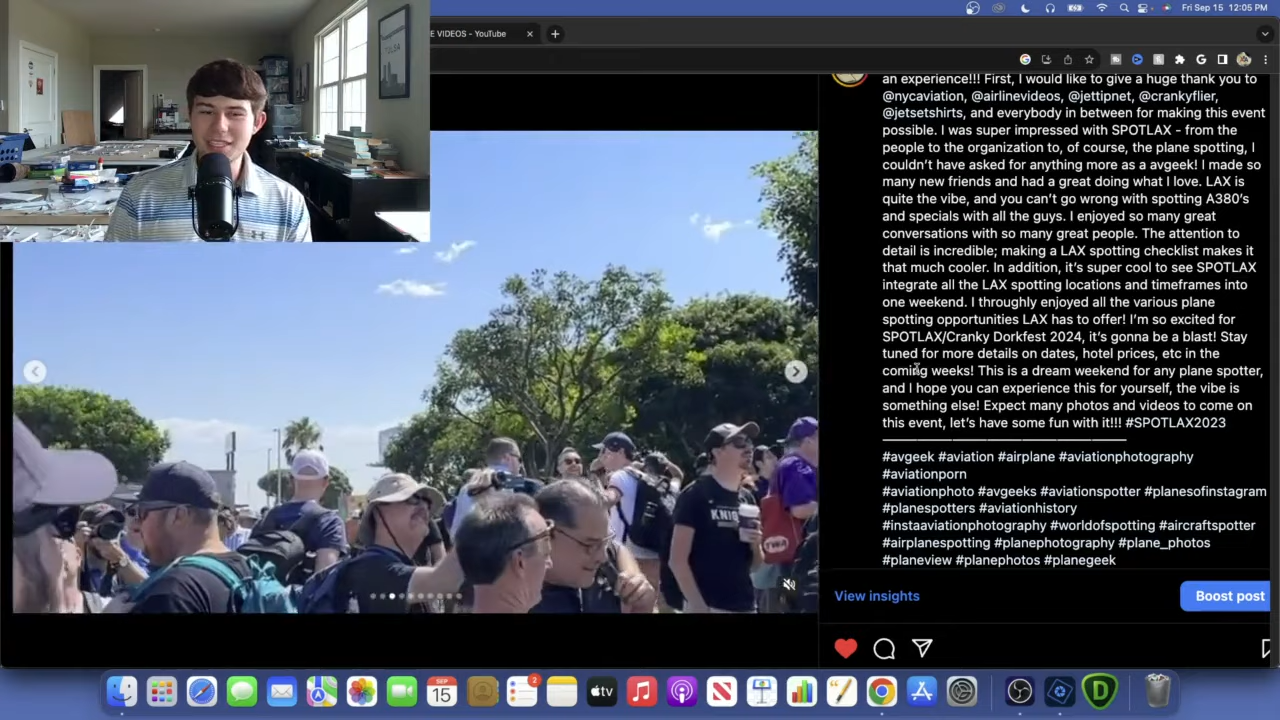 Fri Sep 15 12:05 PM
E VIDEOS - YouTube
an experience!!! First, I would like to give a huge thank you to
@nycaviation, @airlinevideos, @jettipnet, @crankyflier,
@jetsetshirts, and everybody in between for making this event
possible. I was super impressed with SPOTLAX - from the
people to the organization to, of course, the plane spotting, I
couldn't have asked for anything more as a avgeek! I made so
many new friends and had a great doing what I love. LAX is
quite the vibe, and you can't go wrong with spotting A380's
and specials with all the guys. I enjoyed so many great
conversations with so many great people. The attention to
detail is incredible; making a LAX spotting checklist makes it
that much cooler. In addition, it's super cool to see SPOTLAX
integrate all the LAX spotting locations and timeframes into
one weekend. I throughly enjoyed all the various plane
spotting opportunities LAX has to offer! I'm so excited for
SPOTLAX/Cranky Dorkfest 2024, it's gonna be a blast! Stay
tuned for more details on dates, hotel prices, etc in the
coming weeks! This is a dream weekend for any plane spotter,
and I hope you can experience this for yourself, the vibe is
something else! Expect many photos and videos to come on
this event, let's have some fun with it!!! #SPOTLAX2023
#avgeek #aviation #airplane #aviationphotography
#aviationporn
#aviationphoto #avgeeks #aviationspotter #planesofinstagram
#planespotters #aviationhistory
#instaaviationphotography #worldofspotting #aircraftspotter
#airplanespotting #planephotography #plane_photos
#planeview #planephotos #planegeek
View insights
Boost post
TULSA
KNI
TWA
SEP
15
2
tv